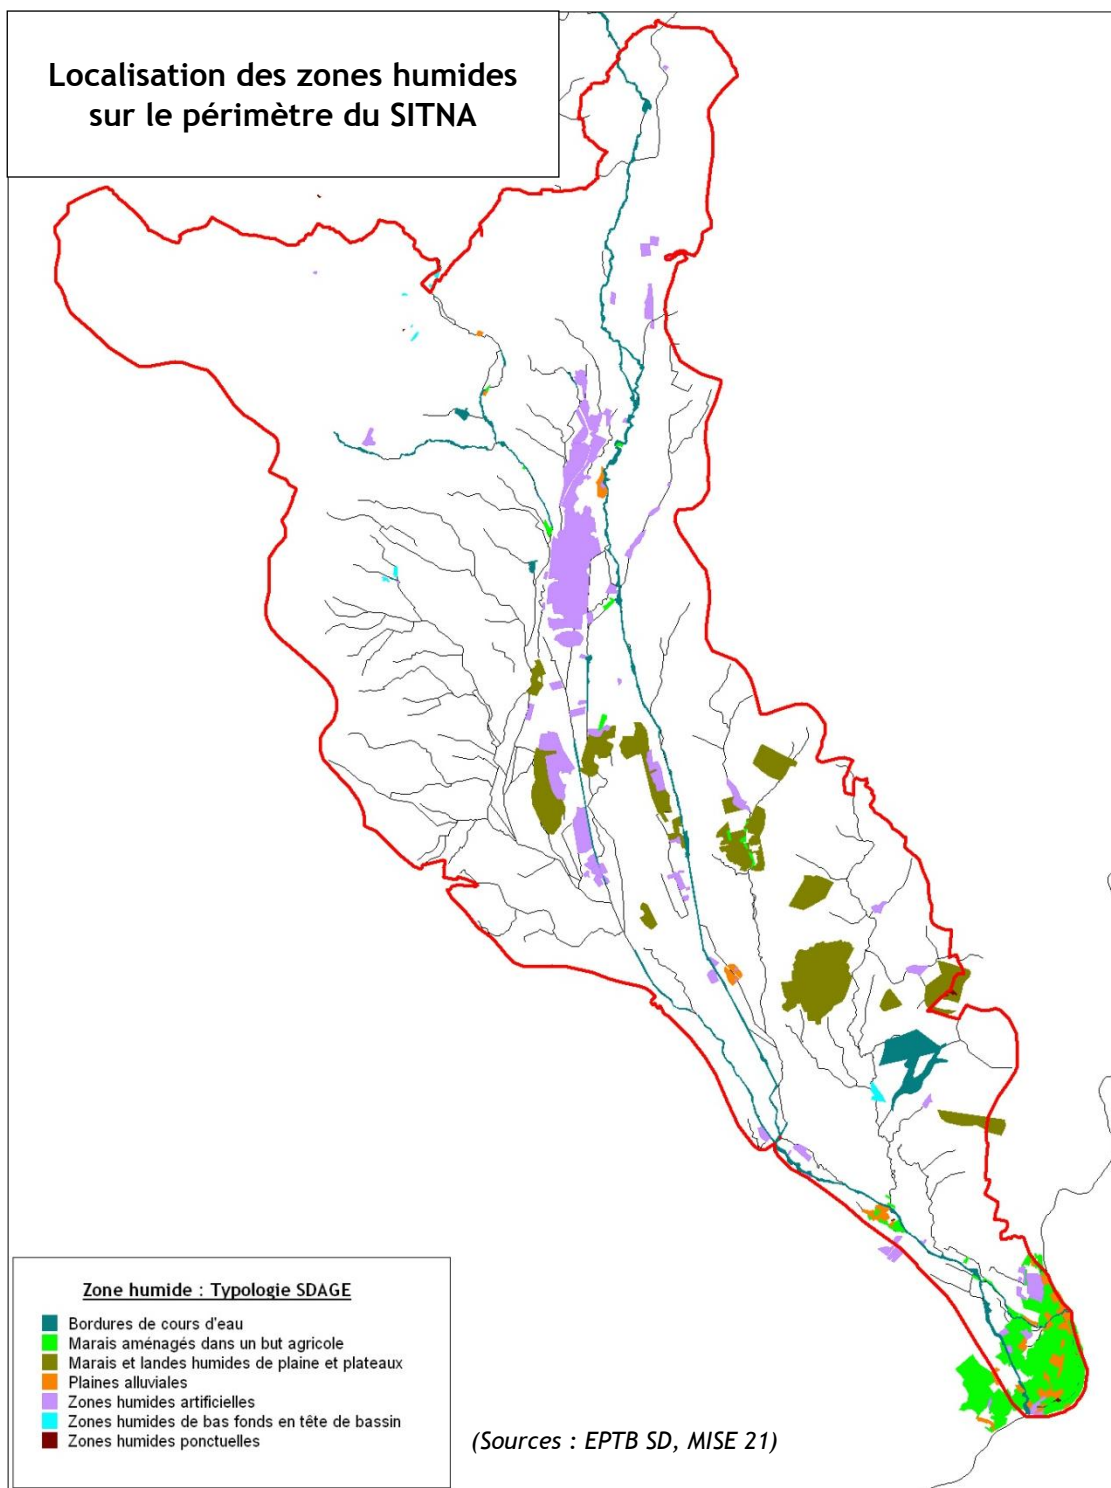 Localisation des zones humides
sur le périmètre du SITNA
Zone humide : Typologie SDAGE
Bordures de cours d'eau
Marais aménagés dans un but agricole
Marais et landes humides de plaine et plateaux
Plaines alluviales
Zones humides artificielles
Zones humides de bas fonds en tête de bassin
Zones humides ponctuelles
(Sources : EPTB SD, MISE 21)